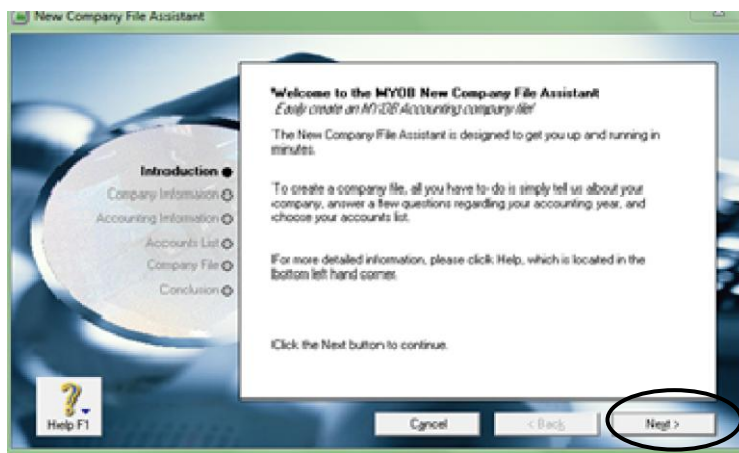 New Company File Assistant
Welcome to the MYOB New Company File Assistant
Easily create an MYOB Accounting company file!
The New Company File Assistant is designed to get you up and running in
minutes.
Introduction
Company Information
Accounting Information
Accounts List
Company File
Conclusion
To create a company file, all you have to do is simply tell us about your
company, answer a few questions regarding your accounting year, and
choose your accounts list.
For more detailed information, please click Help, which is located in the
bottom left hand corner.
Click the Next button to continue.
Help F1
Cancel
< Back
Next >